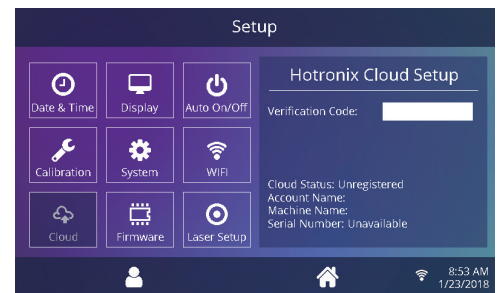 Setup
Date & Time
Display
Auto On/Off
Calibration
System
WIFI
Cloud
Firmware
Laser Setup
Hotronix Cloud Setup
Verification Code:
Cloud Status: Unregistered
Account Name:
Machine Name:
Serial Number: Unavailable
8:53 AM
1/23/2018